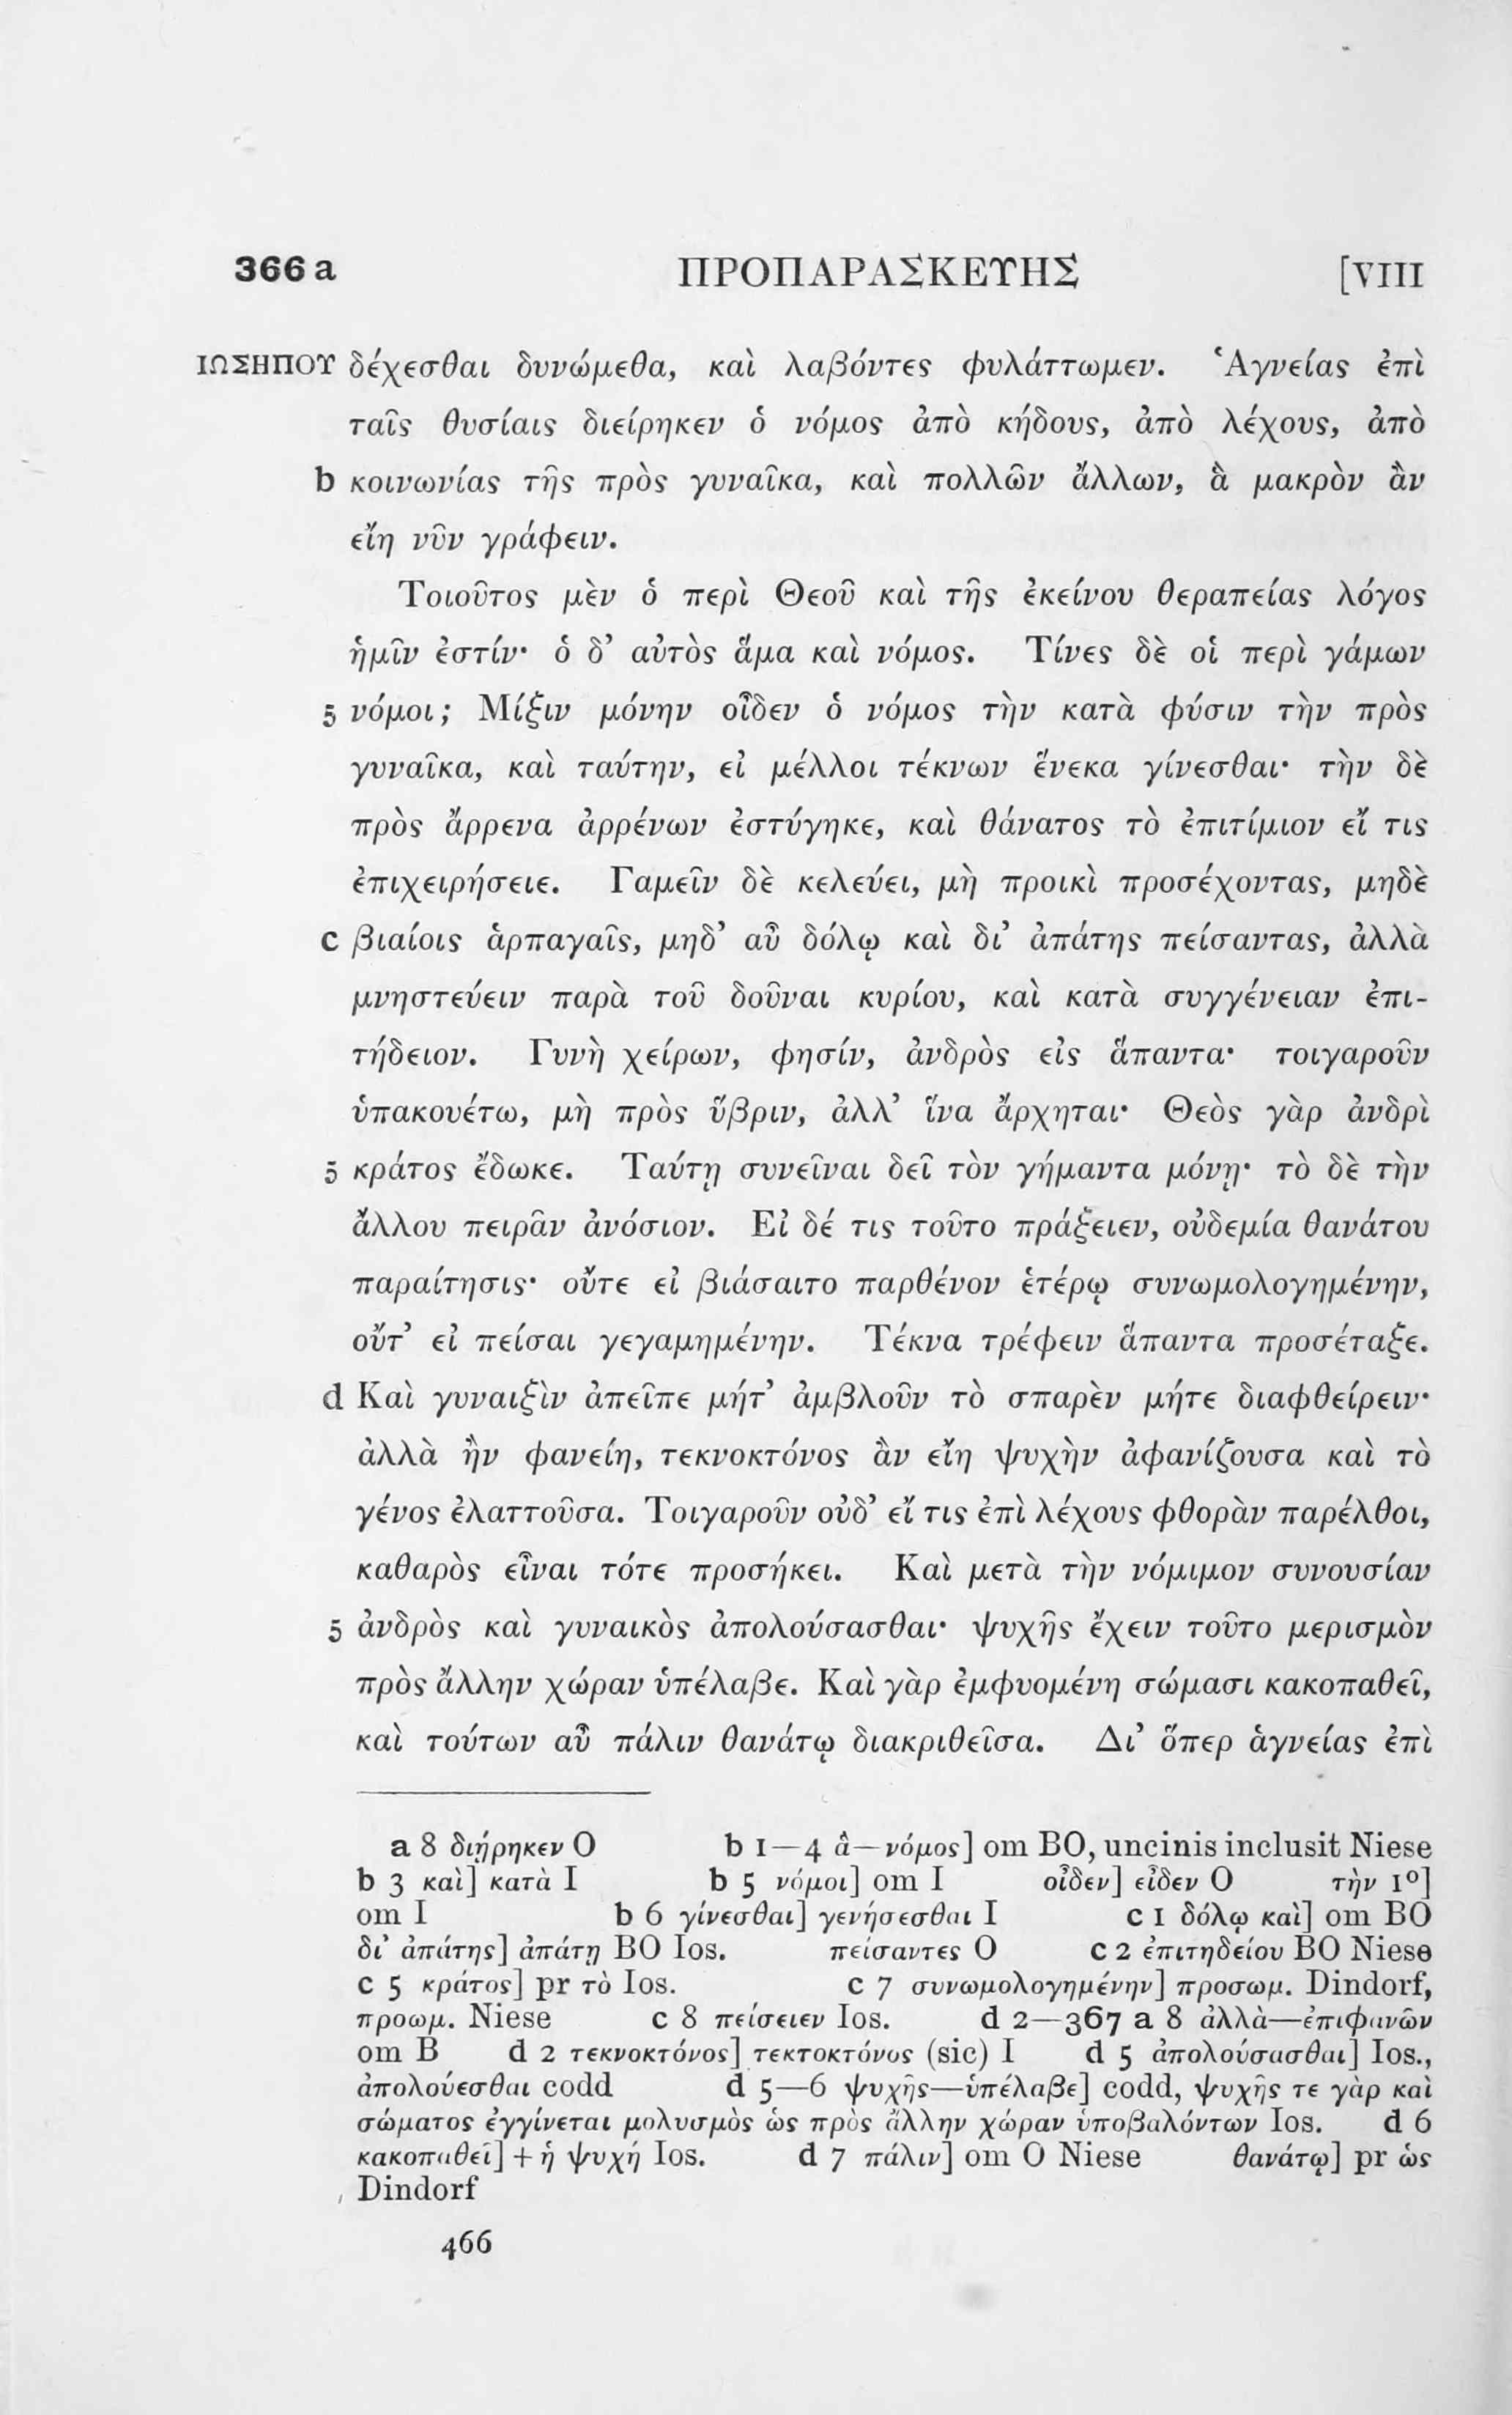 366 a ΠΡΟΠΑΡΑΣΚΕΥΗΣ [VIII
ΙΩΣΗΠΟΥ δέχεσθαι δυνώμεθα, καὶ λαβόντες φυλάττωμεν. Ἁγνείας ἐπὶ
ταῖς θυσίαις διείρηκεν ὁ νόμος ἀπὸ κήδους, ἀπὸ λέχους, ἀπὸ
b κοινωνίας τῆς πρὸς γυναῖκα, καὶ πολλῶν ἄλλων, ἃ μακρὸν ἂν
εἴη νῦν γράφειν.
Τοιοῦτος μὲν ὁ περὶ Θεοῦ καὶ τῆς ἐκείνου θεραπείας λόγος
ἡμῖν ἐστίν· ὁ δ’ αὐτὸς ἅμα καὶ νόμος. Τίνες δὲ οἱ περὶ γάμων
5 νόμοι; Μίξιν μόνην οἶδεν ὁ νόμος τὴν κατὰ φύσιν τὴν πρὸς
γυναῖκα, καὶ ταύτην, εἰ μέλλοι τέκνων ἕνεκα γίνεσθαι· τὴν δὲ
πρὸς ἄρρενα ἀρρένων ἐστύγηκε, καὶ θάνατος τὸ ἐπιτίμιον εἴ τις
ἐπιχειρήσειε. Γαμεῖν δὲ κελεύει, μὴ προικὶ προσέχοντας, μηδὲ
c βιαίοις ἁρπαγαῖς, μηδ’ αὖ δόλῳ καὶ δι’ ἀπάτης πείσαντας, ἀλλὰ
μνηστεύειν παρὰ τοῦ δοῦναι κυρίου, καὶ κατὰ συγγένειαν ἐπι-
τήδειον. Γυνὴ χείρων, φησίν, ἀνδρὸς εἰς ἅπαντα· τοιγαροῦν
ὑπακουέτω, μὴ πρὸς ὕβριν, ἀλλ’ ἵνα ἄρχηται· Θεὸς γὰρ ἀνδρὶ
5 κράτος ἔδωκε. Ταύτῃ συνεῖναι δεῖ τὸν γήμαντα μόνῃ· τὸ δὲ τὴν
ἄλλου πειρᾶν ἀνόσιον. Εἰ δέ τις τοῦτο πράξειεν, οὐδεμία θανάτου
παραίτησις· οὔτε εἰ βιάσαιτο παρθένον ἑτέρῳ συνωμολογημένην,
οὔτ’ εἰ πείσαι γεγαμημένην. Τέκνα τρέφειν ἅπαντα προσέταξε.
d Καὶ γυναιξὶν ἀπεῖπε μήτ’ ἀμβλοῦν τὸ σπαρὲν μήτε διαφθείρειν·
ἀλλὰ ἢν φανείη, τεκνοκτόνος ἂν εἴη ψυχὴν ἀφανίζουσα καὶ τὸ
γένος ἐλαττοῦσα. Τοιγαροῦν οὐδ’ εἴ τις ἐπὶ λέχους φθορὰν παρέλθοι,
καθαρὸς εἶναι τότε προσήκει. Καὶ μετὰ τὴν νόμιμον συνουσίαν
5 ἀνδρὸς καὶ γυναικὸς ἀπολούσασθαι· ψυχῆς ἔχειν τοῦτο μερισμὸν
πρὸς ἄλλην χώραν ὑπέλαβε. Καὶ γὰρ ἐμφυομένη σώμασι κακοπαθεῖ,
καὶ τούτων αὖ πάλιν θανάτῳ διακριθεῖσα. Δι’ ὅπερ ἁγνείας ἐπὶ
a 8 διῄρηκεν O b 1—4 ἃ—νόμος] om BO, uncinis inclusit Niese
b 3 καὶ] κατὰ I b 5 νόμοι] om I οἶδεν] εἶδεν O τὴν 1º]
om I b 6 γίνεσθαι] γενήσεσθαι I c 1 δόλῳ καὶ] om BO
δι’ ἀπάτης] ἀπάτῃ BO Ios. πείσαντες O c 2 ἐπιτηδείου BO Niese
c 5 κράτος] pr τὸ Ios. c 7 συνωμολογημένην] προσωμ. Dindorf,
προωμ. Niese c 8 πείσειεν Ios. d 2—367 a 8 ἀλλὰ—ἐπιφανῶν
om B d 2 τεκνοκτόνος] τεκτοκτόνος (sic) I d 5 ἀπολούσασθαι] Ios.,
ἀπολούεσθαι codd d 5—6 ψυχῆς—ὑπέλαβε] codd, ψυχῆς τε γὰρ καὶ
σώματος ἐγγίνεται μολυσμὸς ὡς πρὸς ἄλλην χώραν ὑποβαλόντων Ios. d 6
κακοπαθεῖ] + ἡ ψυχή Ios. d 7 πάλιν] om O Niese θανάτῳ] pr ὡς
Dindorf
466